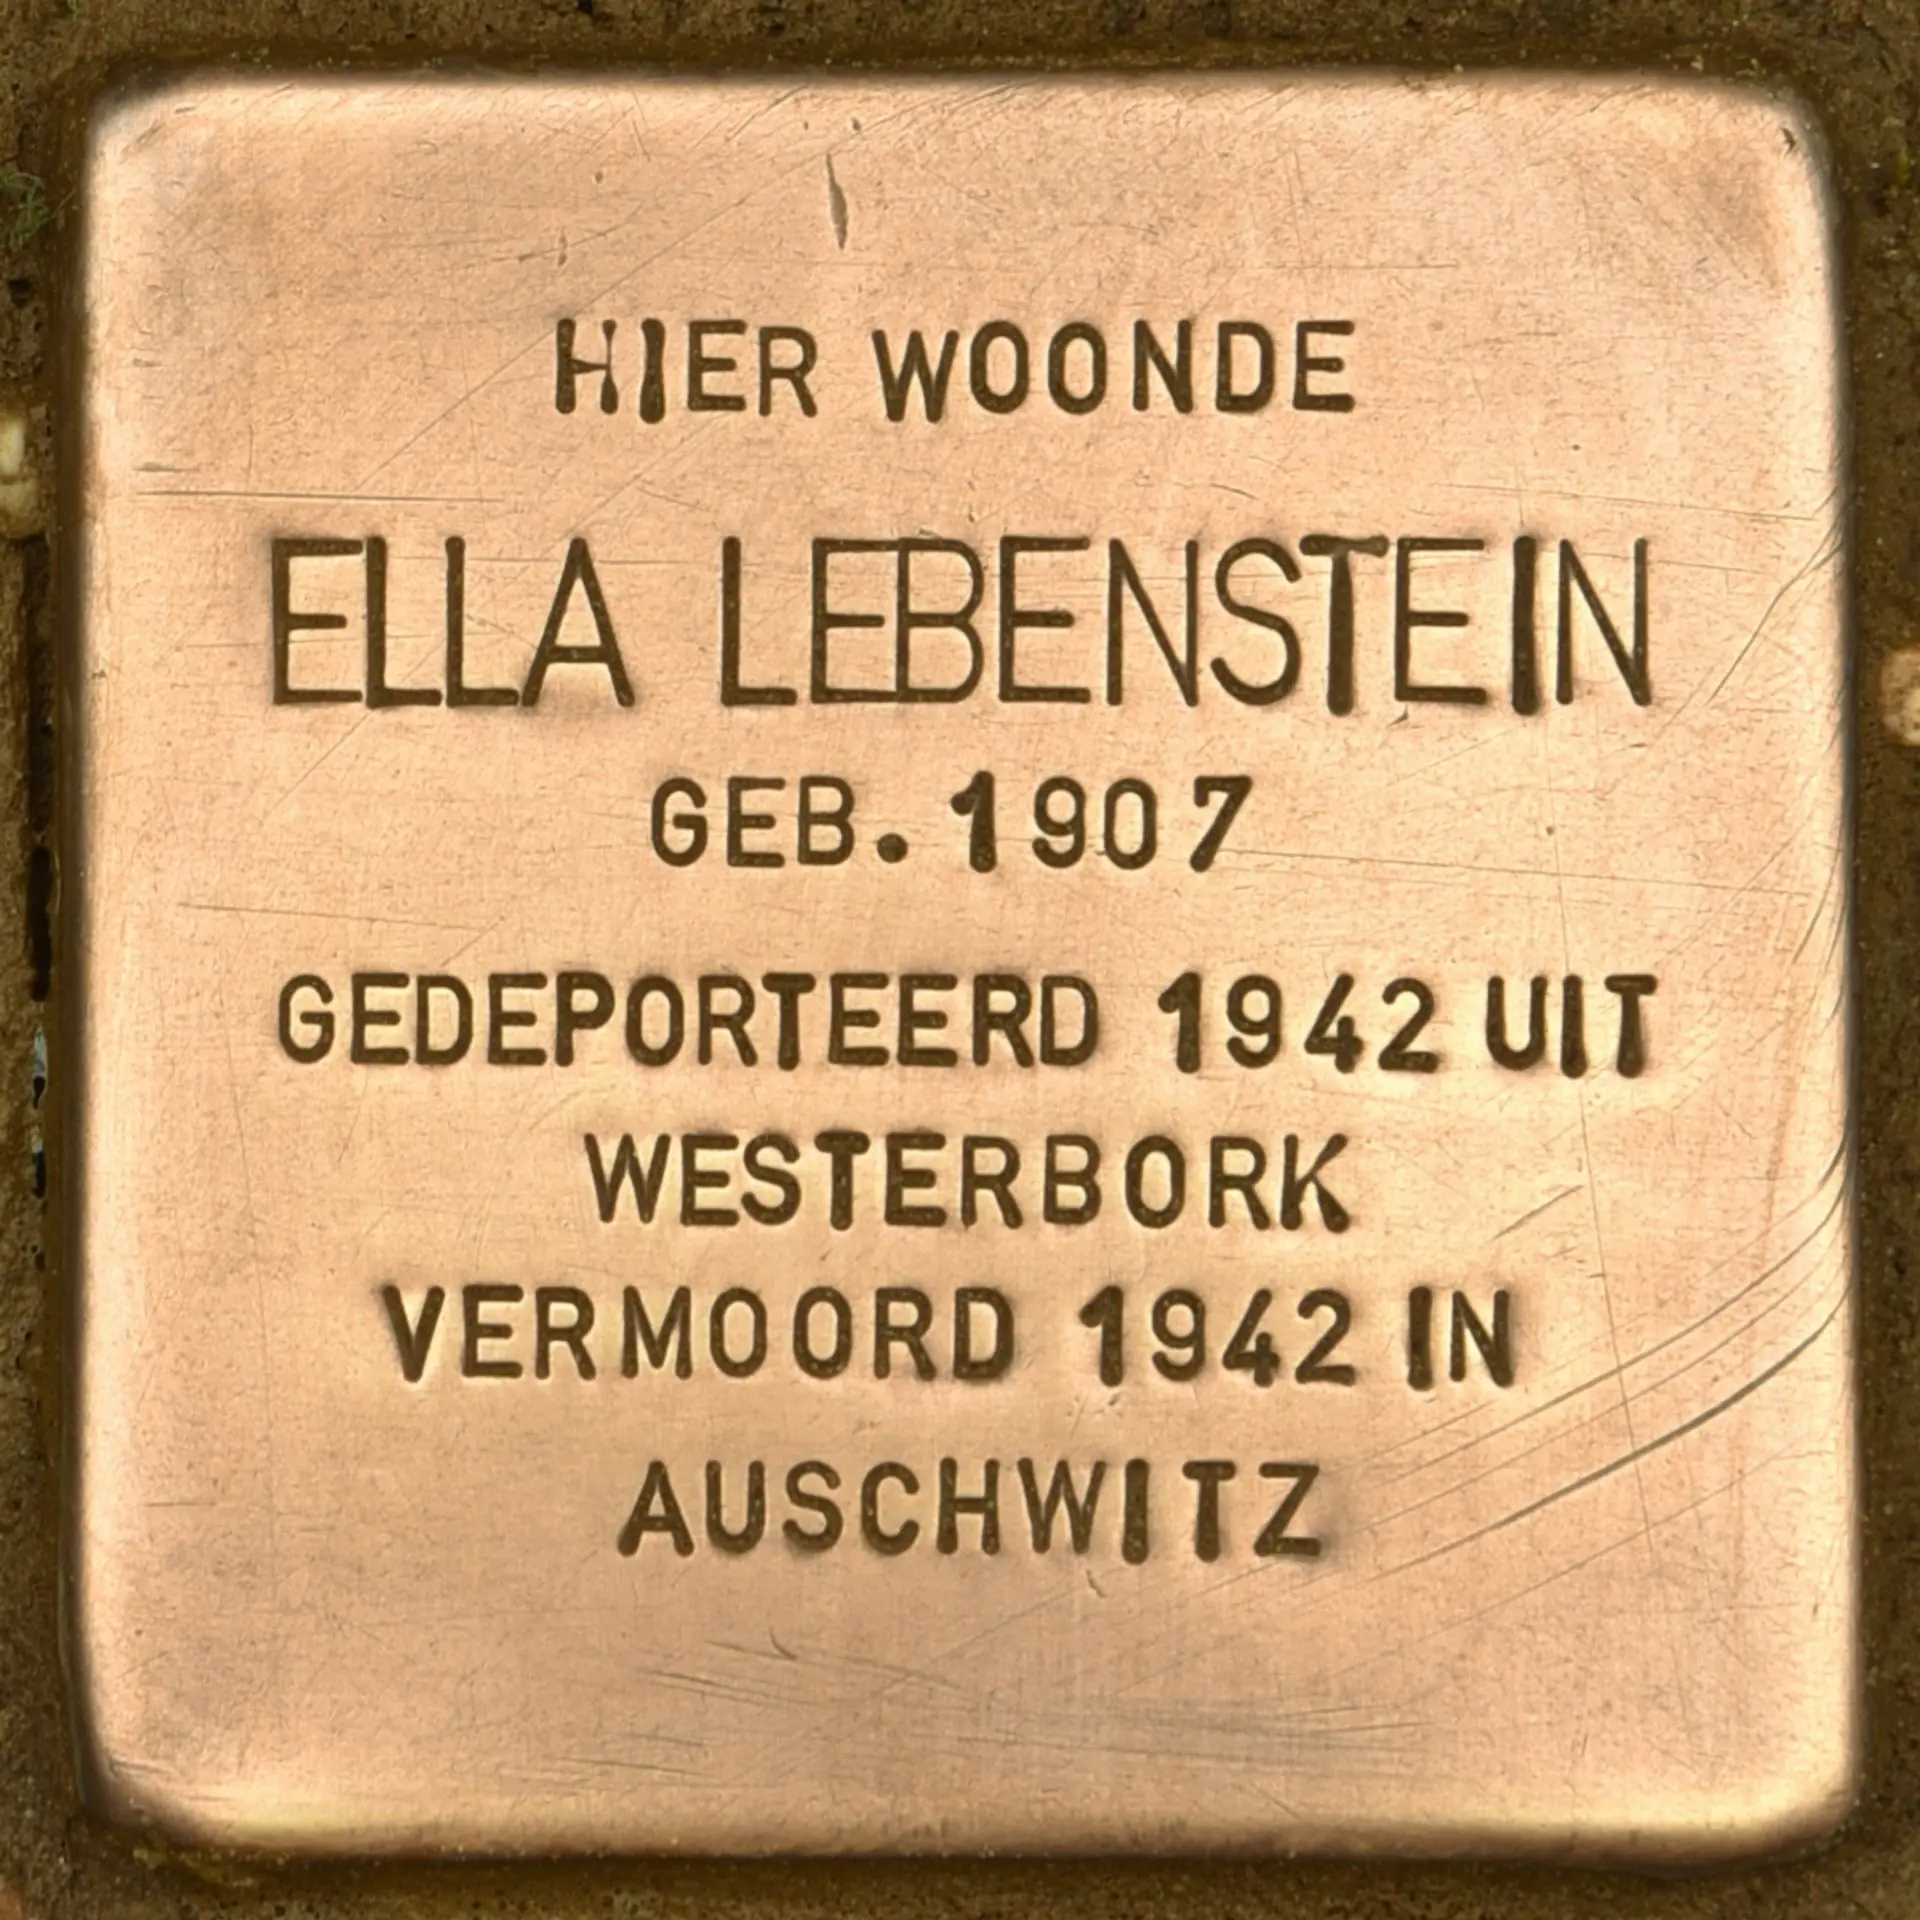 HIER WOONDE
ELLA LEBENSTEIN
GEB. 1907
GEDEPORTEERD 1942 UIT
WESTERBORK
VERMOORD 1942 IN
AUSCHWITZ